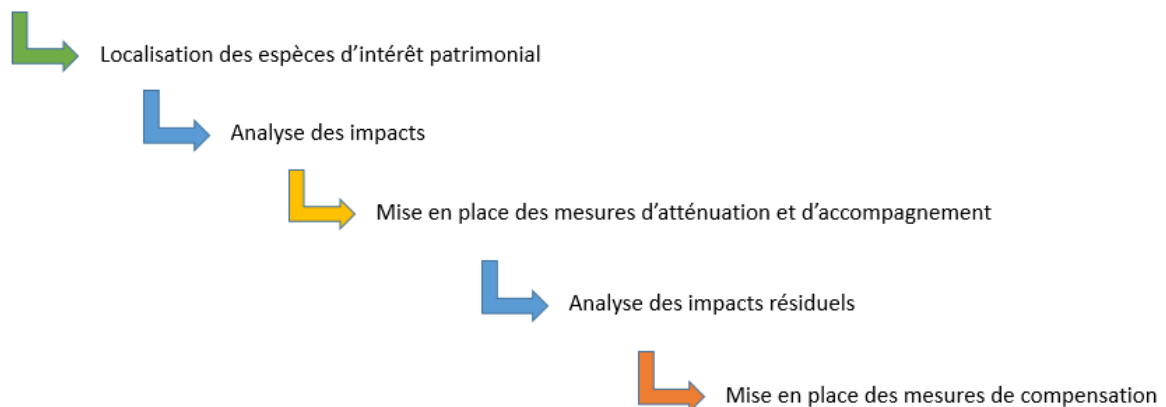 Localisation des espèces d’intérêt patrimonial
Analyse des impacts
Mise en place des mesures d’atténuation et d’accompagnement
Analyse des impacts résiduels
Mise en place des mesures de compensation